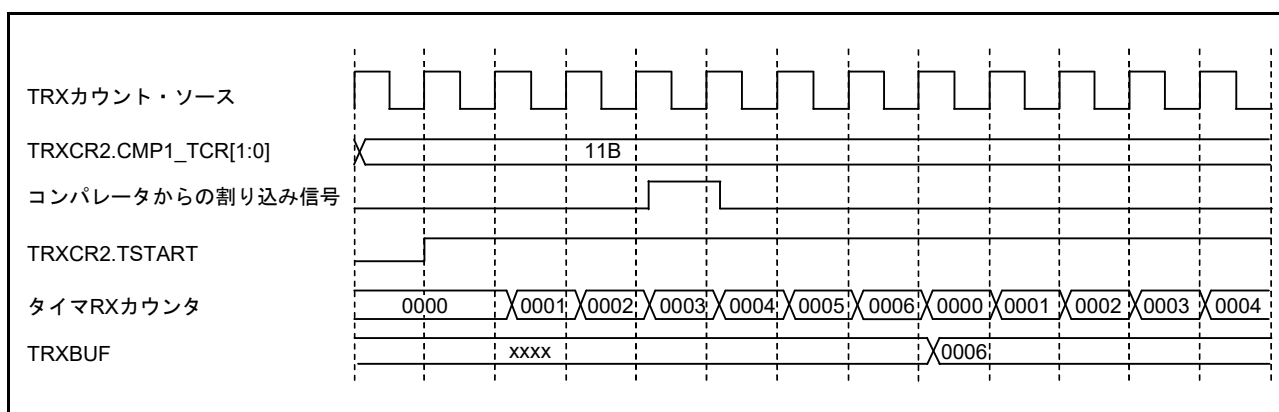 TRXカウント・ソース
TRXCR2.CMP1_TCR[1:0] 11B
コンパレータからの割り込み信号
TRXCR2.TSTART
タイマRXカウンタ 0000 0001 0002 0003 0004 0005 0006 0000 0001 0002 0003 0004
TRXBUF xxxx 0006